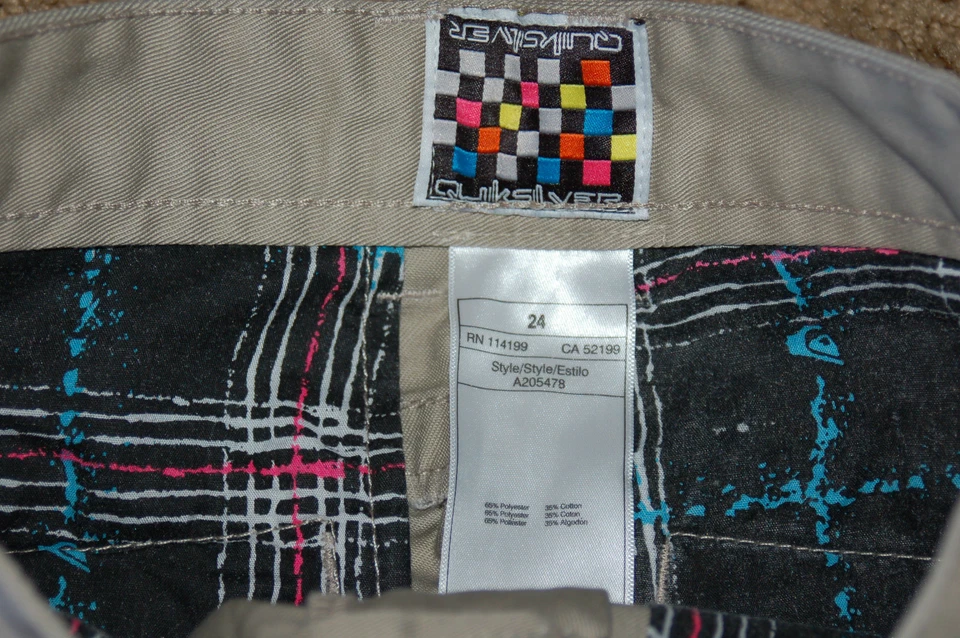 QUIKSILVER
QUIKSILVER
24
RN 114199 CA 52199
Style/Style/Estilo
A205478
65% Polyester 35% Cotton
65% Polyester 35% Coton
65% Poliester 35% Algodon